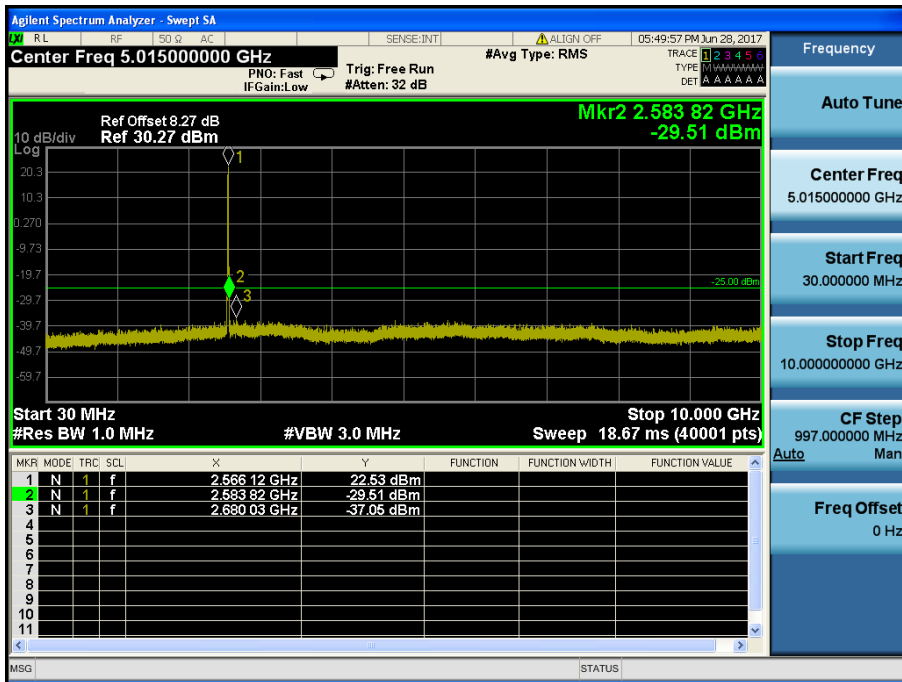 Agilent Spectrum Analyzer - Swept SA
LXI RL RF 50 Ω AC SENSE:INT ALIGN OFF 05:49:57 PM Jun 28, 2017
Center Freq 5.015000000 GHz
PNO: Fast
IFGain:Low
Trig: Free Run
#Atten: 32 dB
#Avg Type: RMS
TRACE 1 2 3 4 5 6
TYPE M W W W W W
DET A A A A A A
Mkr2 2.583 82 GHz
-29.51 dBm
Ref Offset 8.27 dB
10 dB/div Ref 30.27 dBm
Log
20.3
10.3
0.270
-9.73
-19.7
-29.7
-39.7
-49.7
-59.7
1
2
3
-25.00 dBm
Start 30 MHz Stop 10.000 GHz
#Res BW 1.0 MHz #VBW 3.0 MHz Sweep 18.67 ms (40001 pts)
MKR MODE TRC SCL X Y FUNCTION FUNCTION WIDTH FUNCTION VALUE
1 N 1 f 2.566 12 GHz 22.53 dBm
2 N 1 f 2.583 82 GHz -29.51 dBm
3 N 1 f 2.680 03 GHz -37.05 dBm
4
5
6
7
8
9
10
11
MSG STATUS
Frequency
Auto Tune
Center Freq
5.015000000 GHz
Start Freq
30.000000 MHz
Stop Freq
10.000000000 GHz
CF Step
997.000000 MHz
Auto Man
Freq Offset
0 Hz